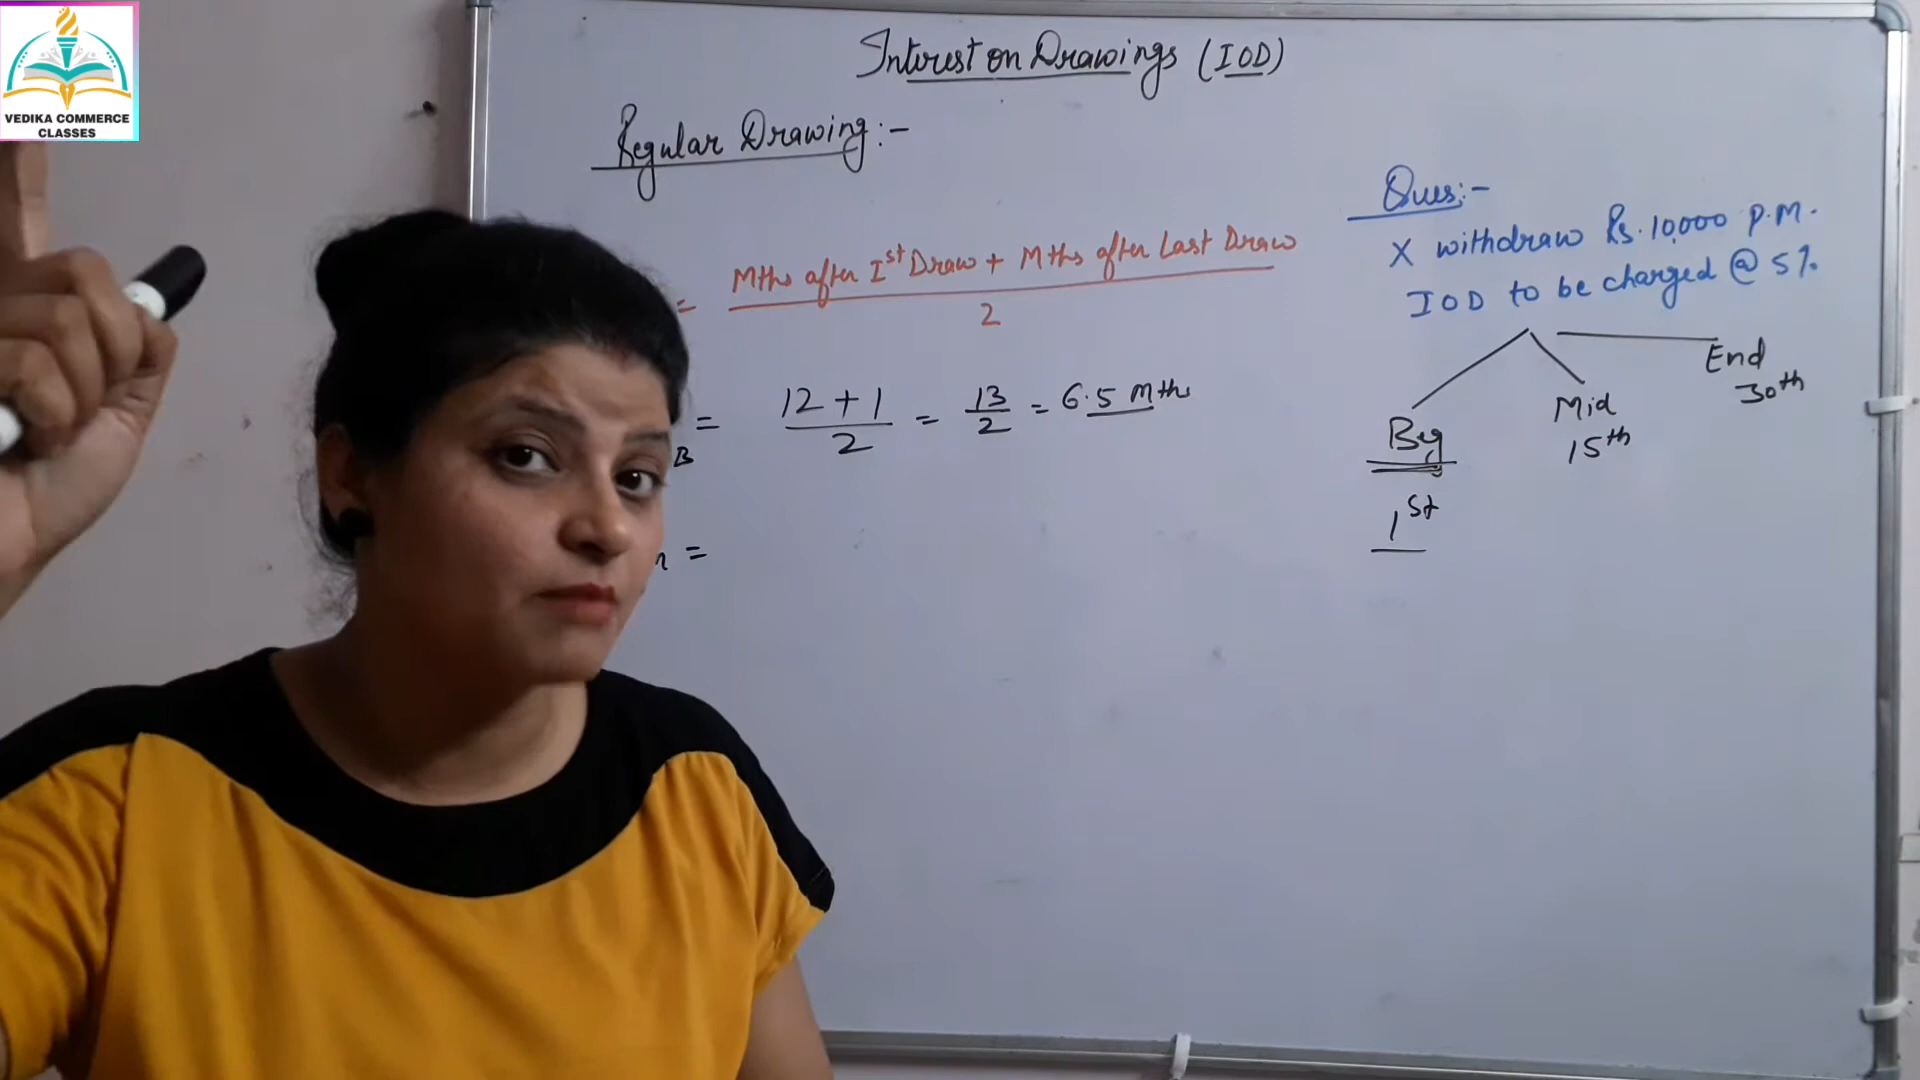 VEDIKA COMMERCE
CLASSES
Interest on Drawings (IOD)
Regular Drawing:-
= Mths after Ist Draw + Mths after Last Draw
2
B = 12 + 1 = 13 = 6.5 Mths
2 2
=
Ques:-
X withdraw Rs. 10,000 P.M.
IOD to be charged @ 5%
Beg Mid End
1st 15th 30th